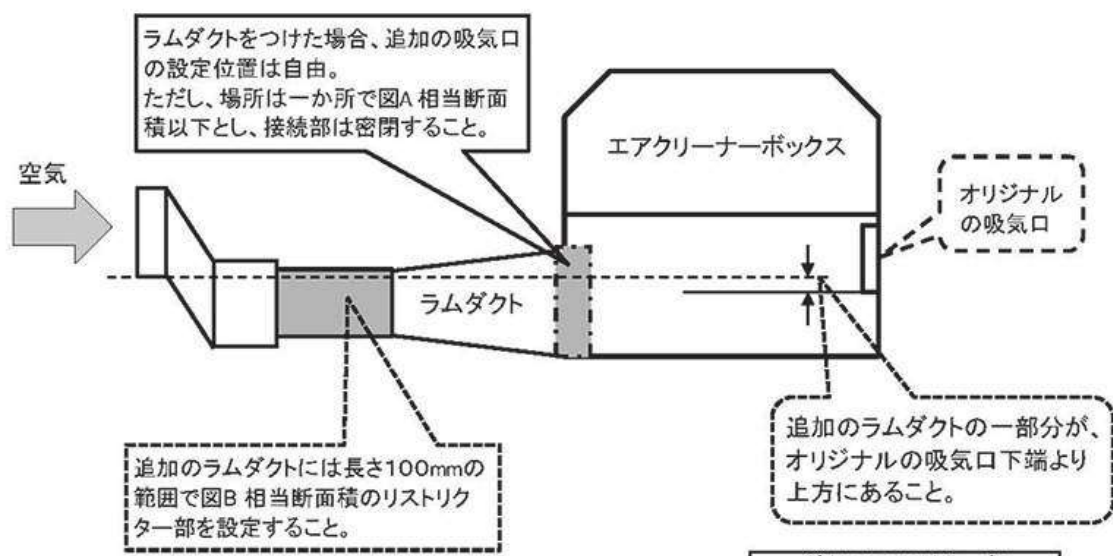 ラムダクトをつけた場合、追加の吸気口
の設定位置は自由。
ただし、場所は一か所で図A 相当断面
積以下とし、接続部は密閉すること。
エアクリーナーボックス
空気
オリジナル
の吸気口
ラムダクト
追加のラムダクトの一部分が、
オリジナルの吸気口下端より
上方にあること。
追加のラムダクトには長さ100mmの
範囲で図B 相当断面積のリストリク
ター部を設定すること。